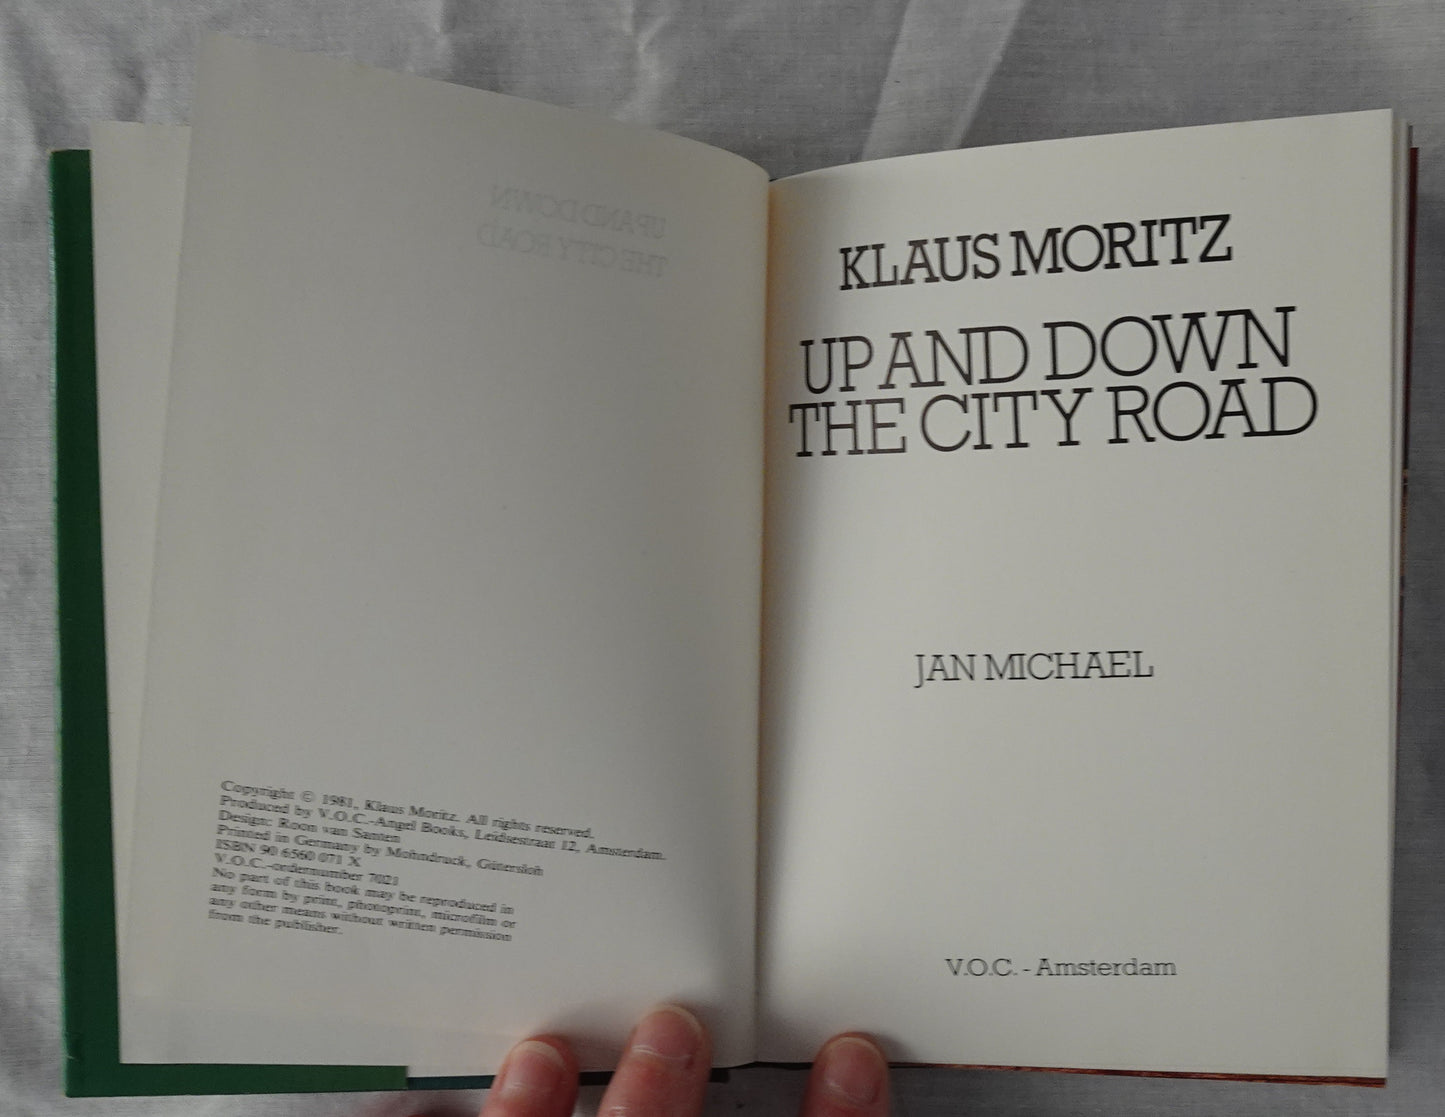 UP AND DOWN
THE CITY ROAD
Copyright © 1981, Klaus Moritz. All rights reserved.
Produced by V.O.C.-Angel Books, Leidsestraat 12, Amsterdam.
Design: Roon van Santen
Printed in Germany by Mohndruck, Gütersloh
ISBN 90 6560 071 X
V.O.C.-ordernumber 7021
No part of this book may be reproduced in
any form by print, photoprint, microfilm or
any other means without written permission
from the publisher.
KLAUS MORITZ
UP AND DOWN
THE CITY ROAD
JAN MICHAEL
V.O.C. - Amsterdam